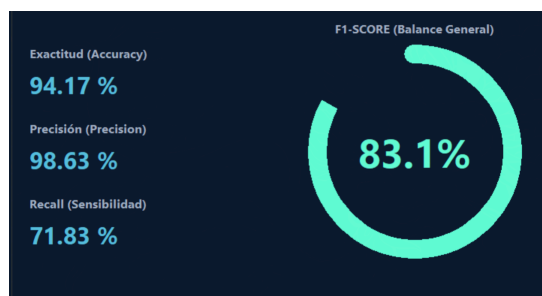 F1-SCORE (Balance General)
Exactitud (Accuracy)
94.17 %
Precisión (Precision)
98.63 %
83.1%
Recall (Sensibilidad)
71.83 %